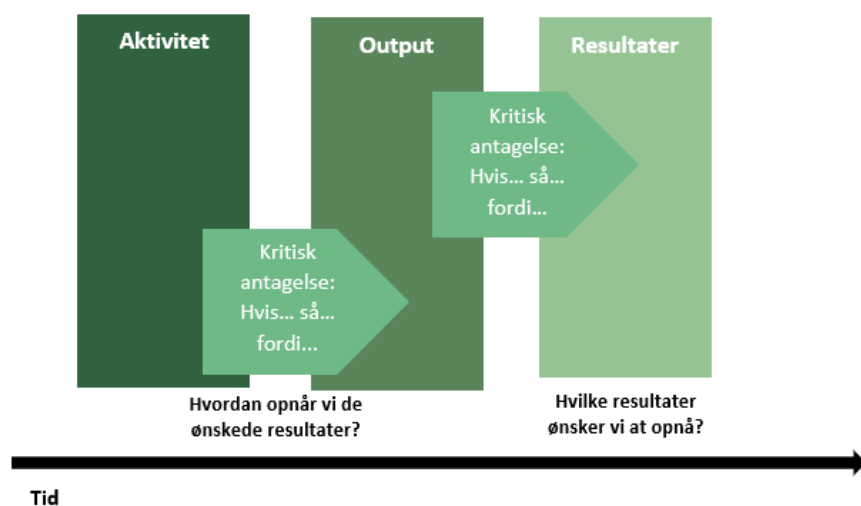 Aktivitet
Output
Resultater
Kritisk
antagelse:
Hvis... så...
fordi...
Kritisk
antagelse:
Hvis... så...
fordi...
Hvordan opnår vi de
ønskede resultater?
Hvilke resultater
ønsker vi at opnå?
Tid